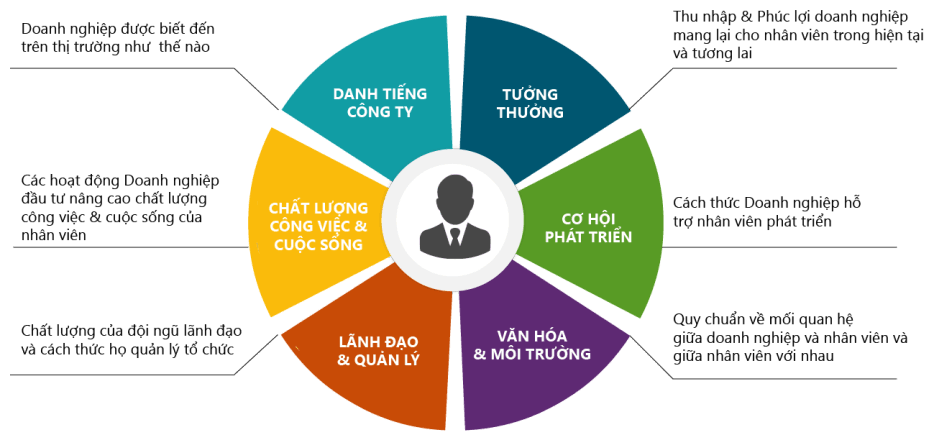 Doanh nghiệp được biết đến
trên thị trường như thế nào
Thu nhập & Phúc lợi doanh nghiệp
mang lại cho nhân viên trong hiện tại
và tương lai
DANH TIẾNG
CÔNG TY
TƯỞNG
THƯỞNG
Các hoạt động Doanh nghiệp
đầu tư nâng cao chất lượng
công việc & cuộc sống của
nhân viên
CHẤT LƯỢNG
CÔNG VIỆC &
CUỘC SỐNG
CƠ HỘI
PHÁT TRIỂN
Cách thức Doanh nghiệp hỗ
trợ nhân viên phát triển
Chất lượng của đội ngũ lãnh đạo
và cách thức họ quản lý tổ chức
LÃNH ĐẠO
& QUẢN LÝ
VĂN HÓA
& MÔI TRƯỜNG
Quy chuẩn về mối quan hệ
giữa doanh nghiệp và nhân viên và
giữa nhân viên với nhau